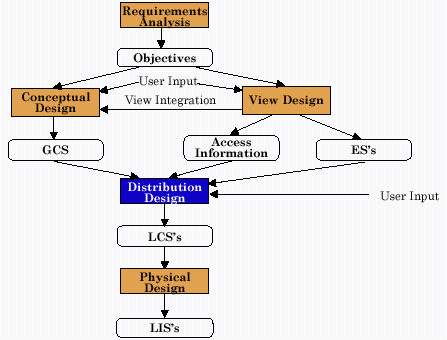 Requirements
Analysis
Objectives
User Input
Conceptual
Design
View Integration
View Design
GCS
Access
Information
ES's
Distribution
Design
User Input
LCS's
Physical
Design
LIS's